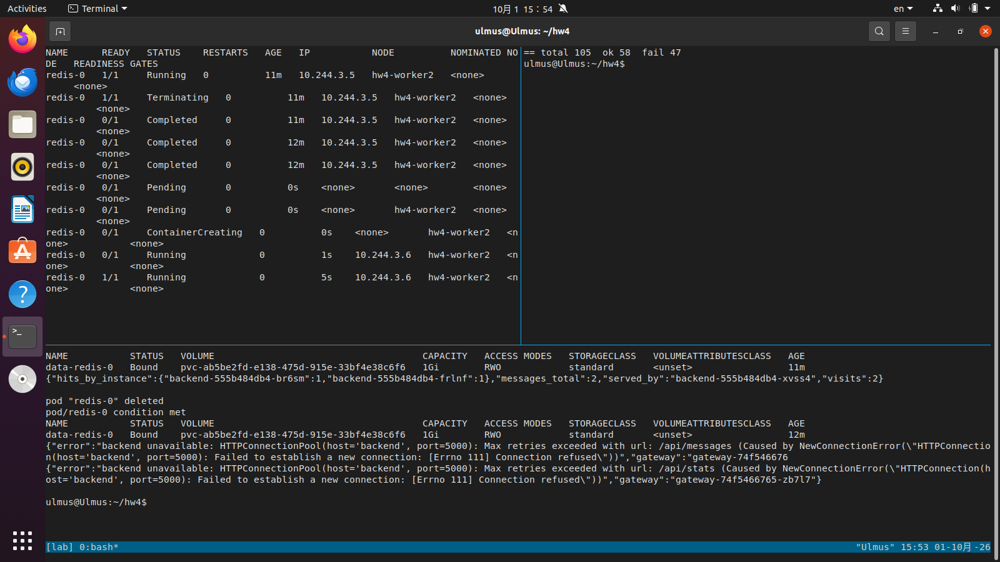 Activities
Terminal
10月 1 15：54
en
ulmus@Ulmus: ~/hw4
NAME      READY   STATUS    RESTARTS   AGE   IP           NODE          NOMINATED NO
DE   READINESS GATES
redis-0   1/1     Running   0          11m   10.244.3.5   hw4-worker2   <none>
     <none>
redis-0   1/1     Terminating   0          11m   10.244.3.5   hw4-worker2   <none>
         <none>
redis-0   0/1     Completed     0          11m   10.244.3.5   hw4-worker2   <none>
         <none>
redis-0   0/1     Completed     0          12m   10.244.3.5   hw4-worker2   <none>
         <none>
redis-0   0/1     Completed     0          12m   10.244.3.5   hw4-worker2   <none>
         <none>
redis-0   0/1     Pending       0          0s    <none>       <none>        <none>
         <none>
redis-0   0/1     Pending       0          0s    <none>       hw4-worker2   <none>
         <none>
redis-0   0/1     ContainerCreating   0          0s    <none>       hw4-worker2   <n
one>           <none>
redis-0   0/1     Running             0          1s    10.244.3.6   hw4-worker2   <n
one>           <none>
redis-0   1/1     Running             0          5s    10.244.3.6   hw4-worker2   <n
one>           <none>
== total 105  ok 58  fail 47
ulmus@Ulmus:~/hw4$
NAME           STATUS   VOLUME                                     CAPACITY   ACCESS MODES   STORAGECLASS   VOLUMEATTRIBUTESCLASS   AGE
data-redis-0   Bound    pvc-ab5be2fd-e138-475d-915e-33bf4e38c6f6   1Gi        RWO            standard       <unset>                 11m
{"hits_by_instance":{"backend-555b484db4-br6sm":1,"backend-555b484db4-frlnf":1},"messages_total":2,"served_by":"backend-555b484db4-xvss4","visits":2}
pod "redis-0" deleted
pod/redis-0 condition met
NAME           STATUS   VOLUME                                     CAPACITY   ACCESS MODES   STORAGECLASS   VOLUMEATTRIBUTESCLASS   AGE
data-redis-0   Bound    pvc-ab5be2fd-e138-475d-915e-33bf4e38c6f6   1Gi        RWO            standard       <unset>                 12m
{"error":"backend unavailable: HTTPConnectionPool(host='backend', port=5000): Max retries exceeded with url: /api/messages (Caused by NewConnectionError(\"HTTPConnectio
n(host='backend', port=5000): Failed to establish a new connection: [Errno 111] Connection refused\"))","gateway":"gateway-74f546676
{"error":"backend unavailable: HTTPConnectionPool(host='backend', port=5000): Max retries exceeded with url: /api/stats (Caused by NewConnectionError(\"HTTPConnection(h
ost='backend', port=5000): Failed to establish a new connection: [Errno 111] Connection refused\"))","gateway":"gateway-74f5466765-zb7l7"}
ulmus@Ulmus:~/hw4$
[lab] 0:bash*
"Ulmus" 15:53 01-10月-26